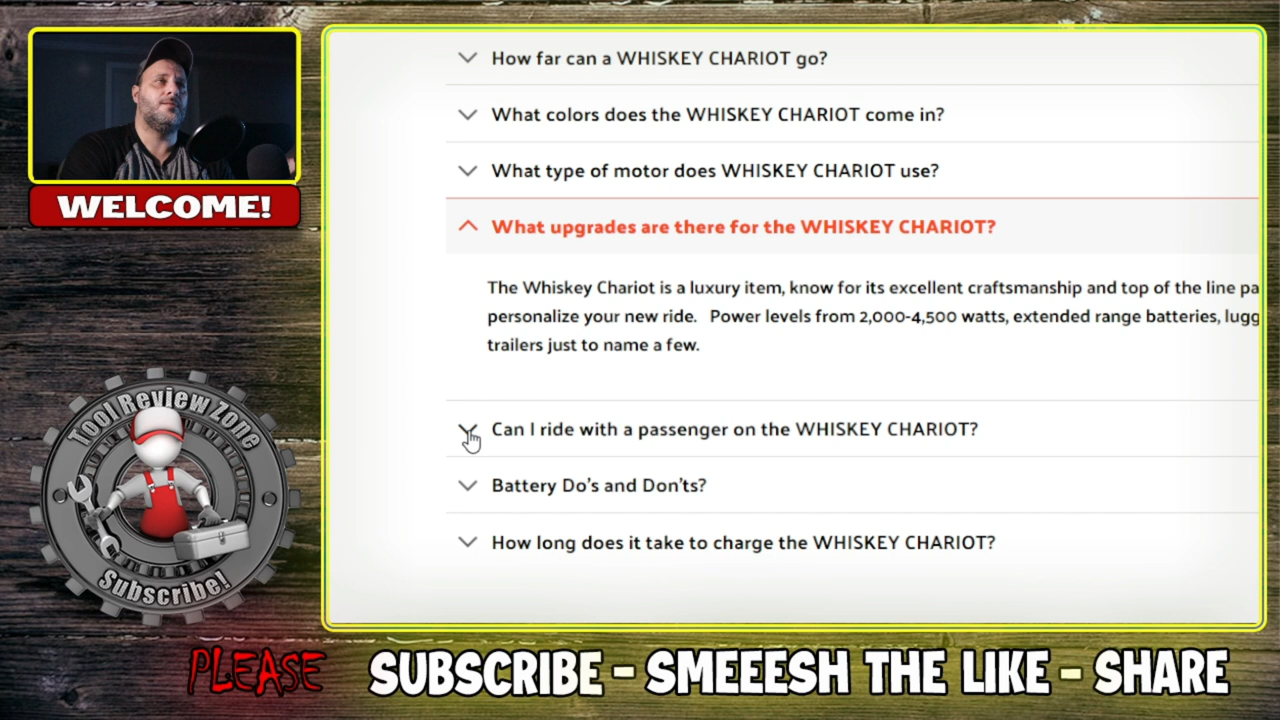 How far can a WHISKEY CHARIOT go?
What colors does the WHISKEY CHARIOT come in?
What type of motor does WHISKEY CHARIOT use?
What upgrades are there for the WHISKEY CHARIOT?
The Whiskey Chariot is a luxury item, know for its excellent craftsmanship and top of the line
personalize your new ride. Power levels from 2,000-4,500 watts, extended range batteries,
trailers just to name a few.
Can I ride with a passenger on the WHISKEY CHARIOT?
Battery Do's and Don'ts?
How long does it take to charge the WHISKEY CHARIOT?
WELCOME!
Tool Review Zone
Subscribe!
PLEASE SUBSCRIBE - SMEEESH THE LIKE - SHARE